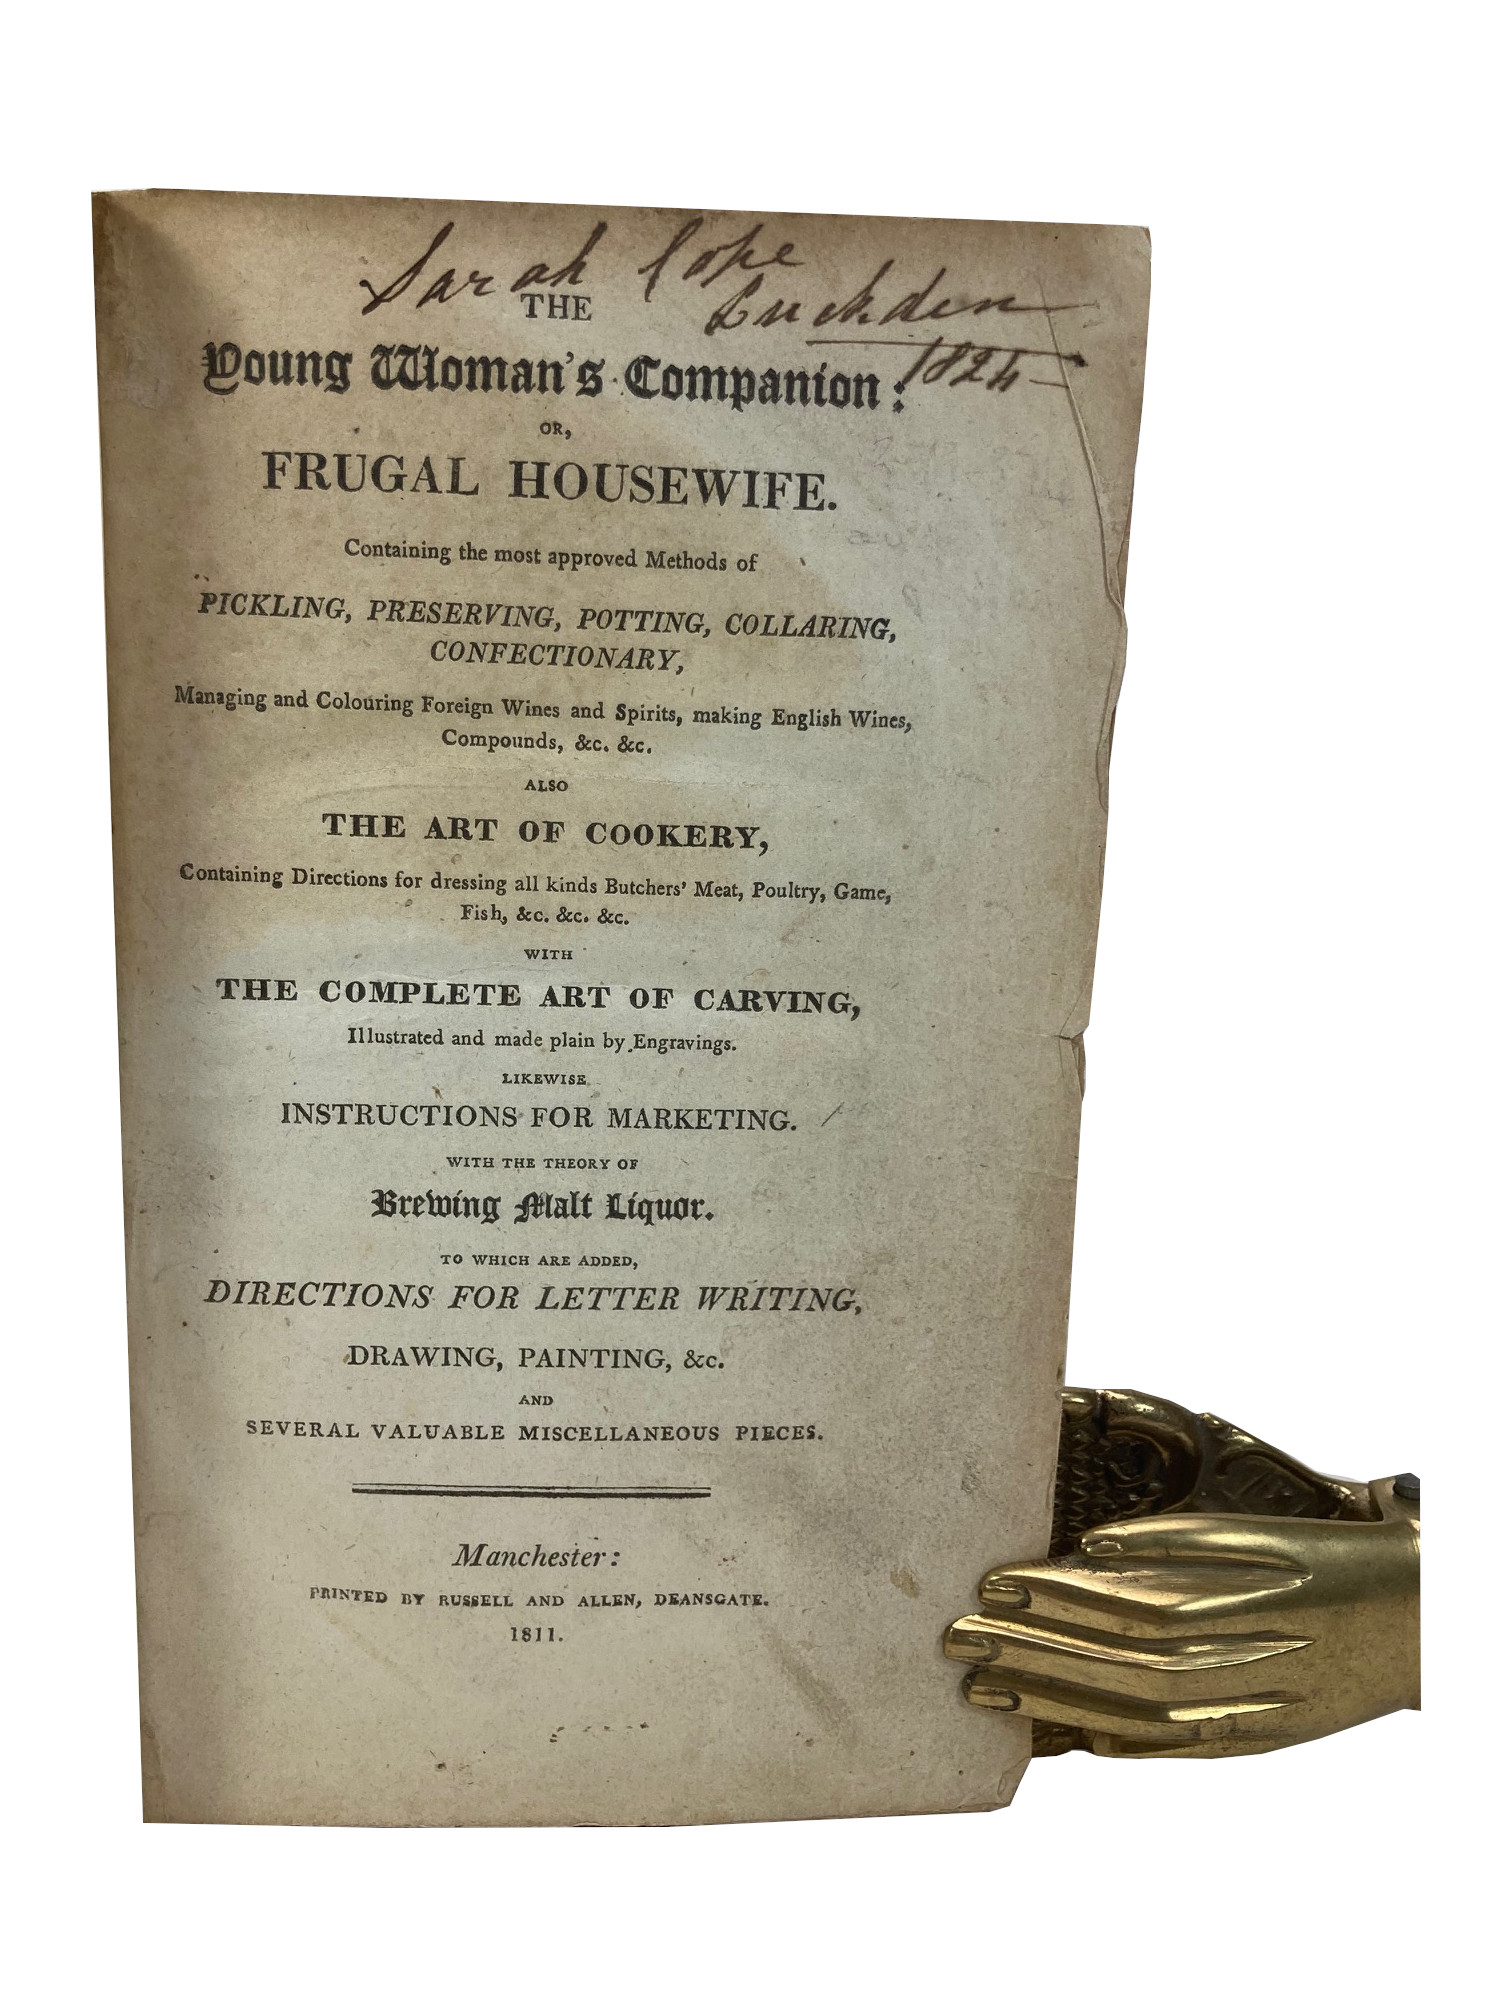 Sarah Cope
Luckden
1824
THE
Young Woman's Companion:
OR,
FRUGAL HOUSEWIFE.
Containing the most approved Methods of
PICKLING, PRESERVING, POTTING, COLLARING,
CONFECTIONARY,
Managing and Colouring Foreign Wines and Spirits, making English Wines,
Compounds, &c. &c.
ALSO
THE ART OF COOKERY,
Containing Directions for dressing all kinds Butchers' Meat, Poultry, Game,
Fish, &c. &c. &c.
WITH
THE COMPLETE ART OF CARVING,
Illustrated and made plain by Engravings.
LIKEWISE
INSTRUCTIONS FOR MARKETING.
WITH THE THEORY OF
Brewing Malt Liquor.
TO WHICH ARE ADDED,
DIRECTIONS FOR LETTER WRITING,
DRAWING, PAINTING, &c.
AND
SEVERAL VALUABLE MISCELLANEOUS PIECES.
Manchester:
PRINTED BY RUSSELL AND ALLEN, DEANSGATE.
1811.